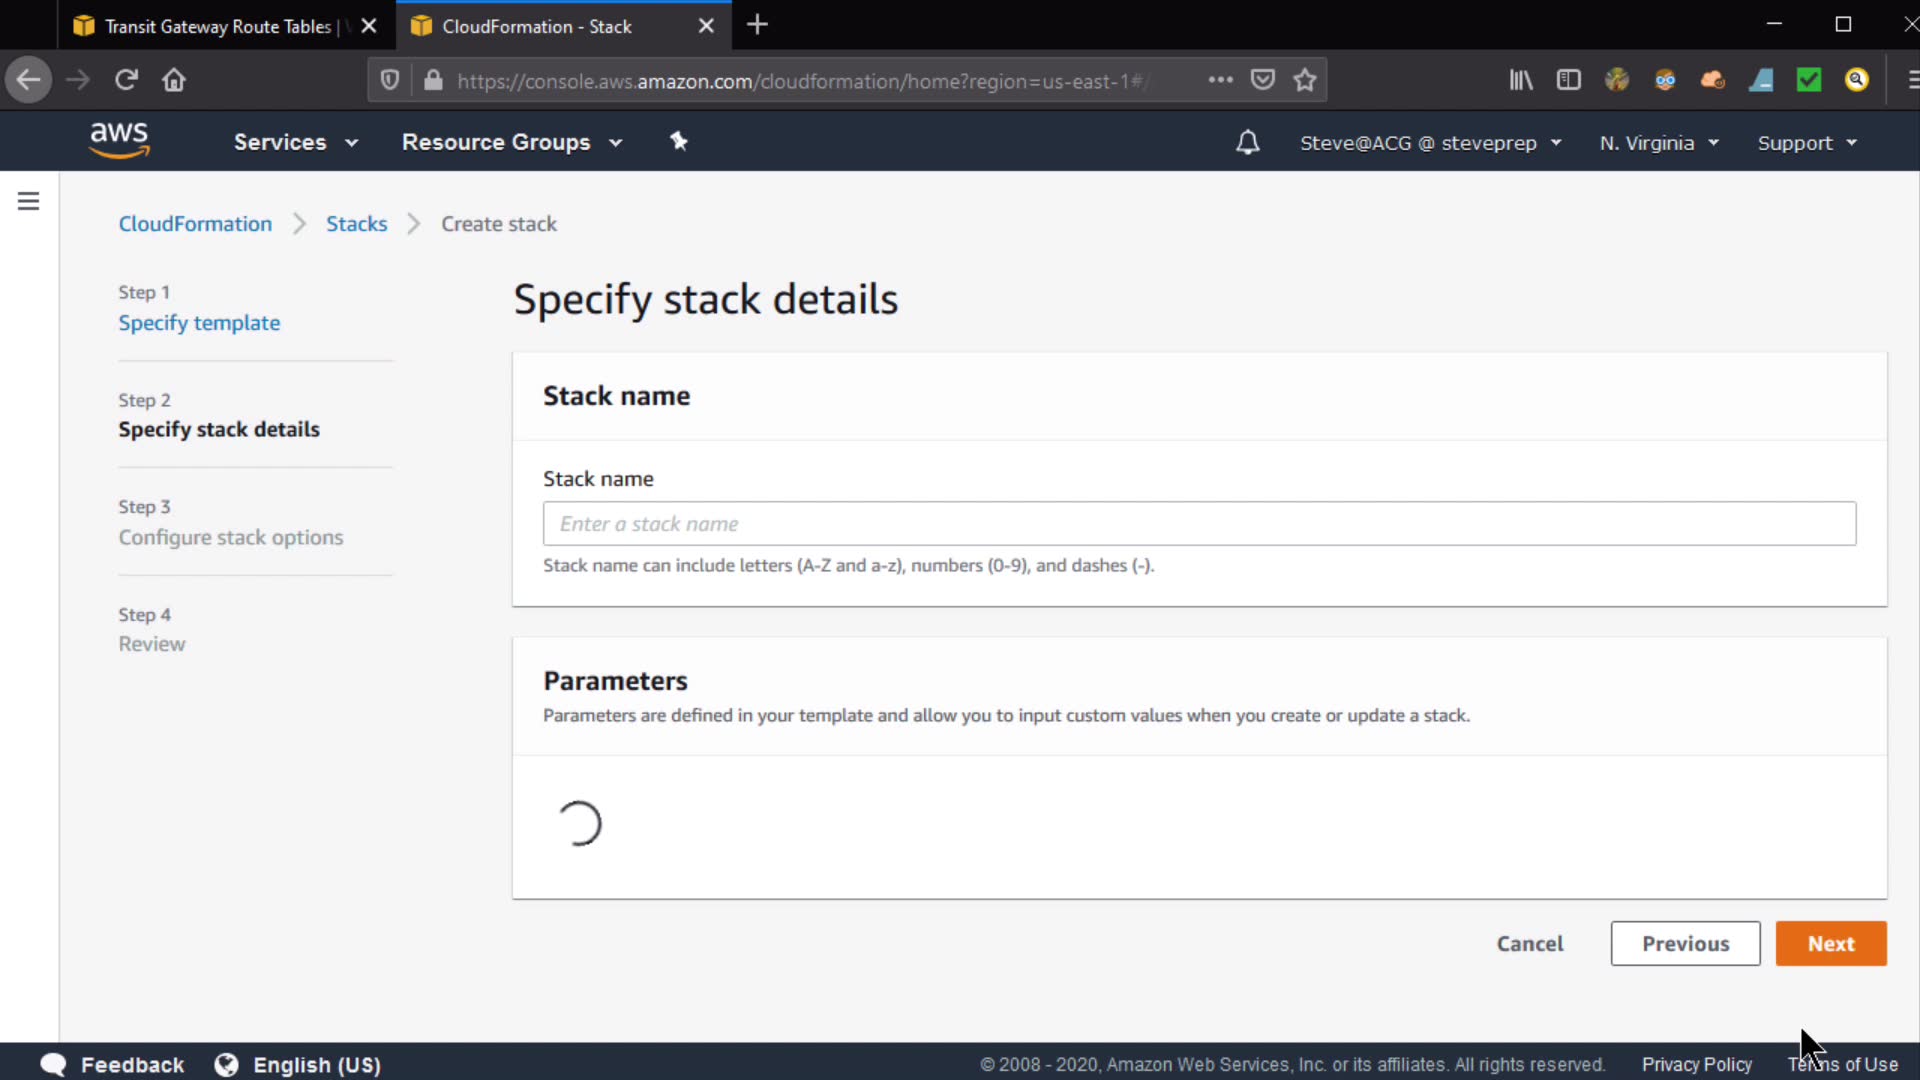 Transit Gateway Route Tables |
CloudFormation - Stack
https://console.aws.amazon.com/cloudformation/home?region=us-east-1#/
aws
Services
Resource Groups
Steve@ACG @ steveprep
N. Virginia
Support
CloudFormation
Stacks
Create stack
Step 1
Specify template
Step 2
Specify stack details
Step 3
Configure stack options
Step 4
Review
Specify stack details
Stack name
Stack name
Enter a stack name
Stack name can include letters (A-Z and a-z), numbers (0-9), and dashes (-).
Parameters
Parameters are defined in your template and allow you to input custom values when you create or update a stack.
Cancel
Previous
Next
Feedback
English (US)
© 2008 - 2020, Amazon Web Services, Inc. or its affiliates. All rights reserved.
Privacy Policy
Terms of Use